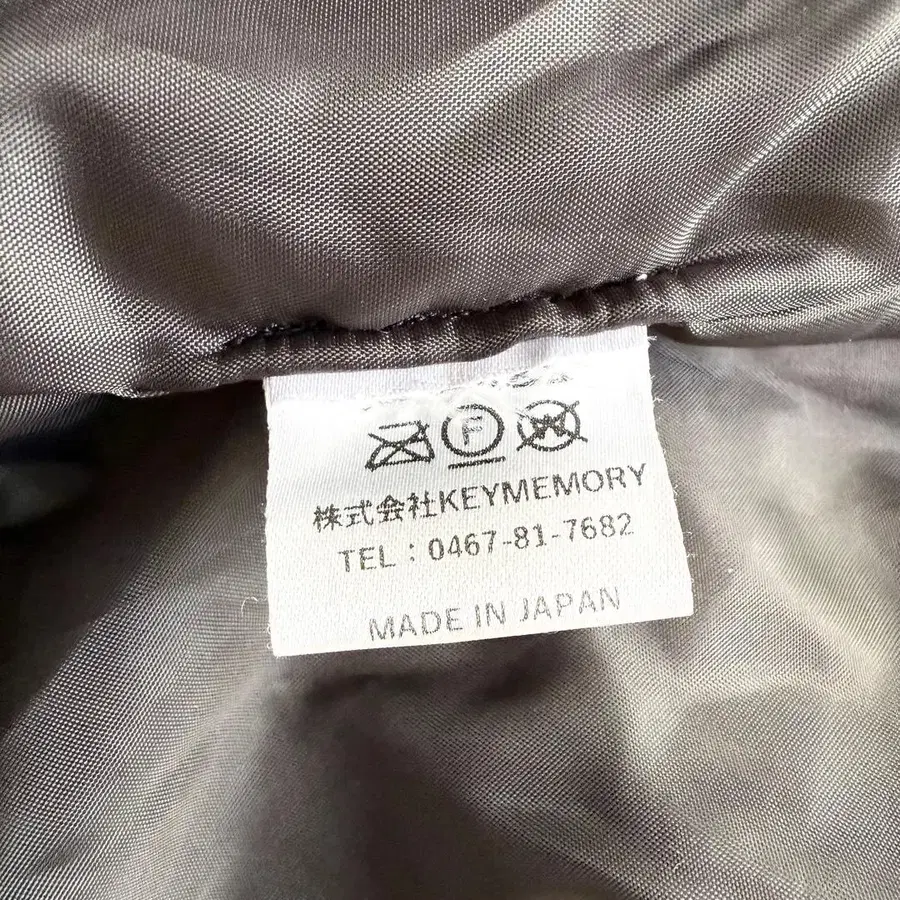 F
W
株式会社KEYMEMORY
TEL : 0467-81-7682
MADE IN JAPAN